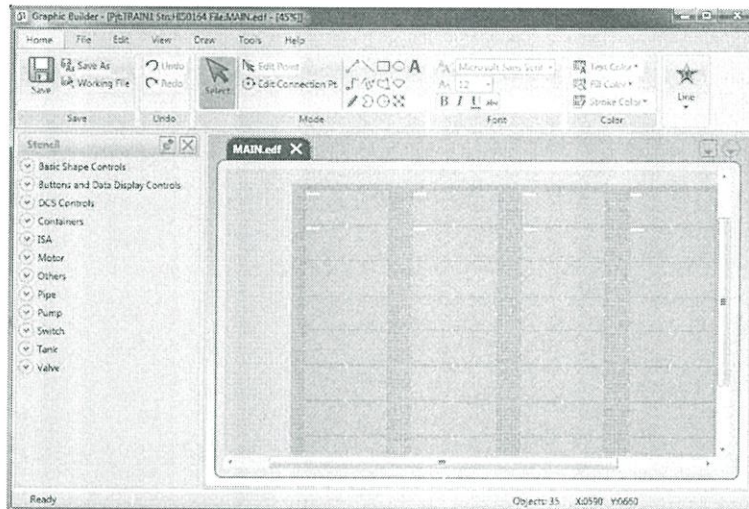 Graphic Builder - [Pjt:TRAIN1 Stn:HIS0164 File:MAIN.edf - [45%]]
Home File Edit View Draw Tools Help
Save
Save As
Working File
Undo
Redo
Select
Edit Point
Edit Connection Pt.
A
Microsoft Sans Serif
12
B I U abc
Text Color
Fill Color
Stroke Color
Line
Save Undo Mode Font Color
Stencil
MAIN.edf
Basic Shape Controls
Buttons and Data Display Controls
DCS Controls
Containers
ISA
Motor
Others
Pipe
Pump
Switch
Tank
Valve
Ready
Objects: 35 X:0590 Y:0660